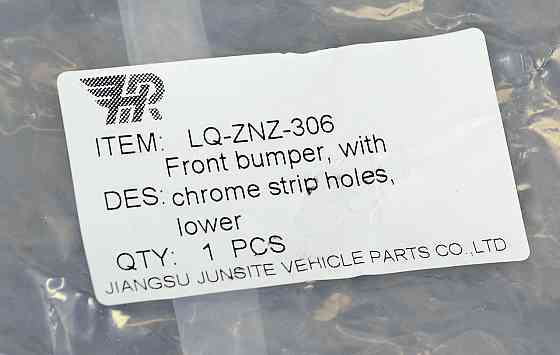 HR
ITEM: LQ-ZNZ-306
Front bumper, with
DES: chrome strip holes,
lower
QTY: 1 PCS
JIANGSU JUNSITE VEHICLE PARTS CO.,LTD